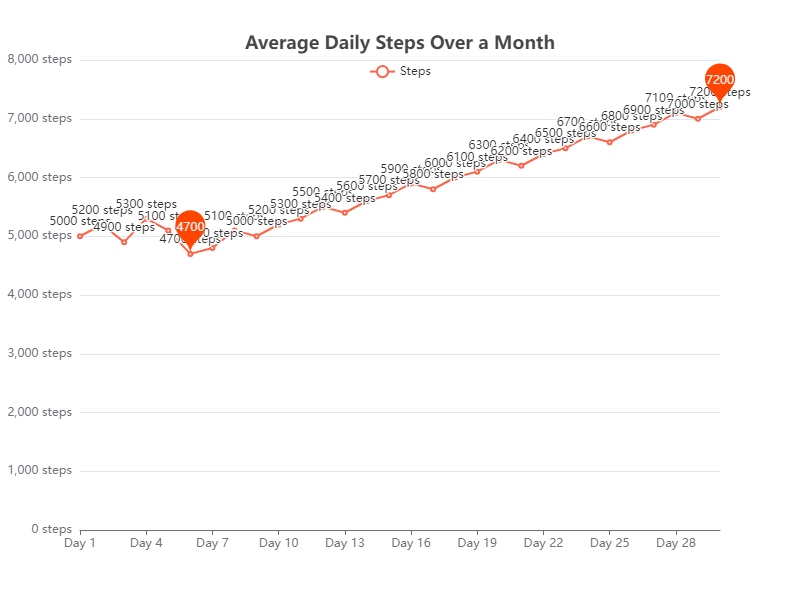 Average Daily Steps Over a Month
Steps
8,000 steps
7,000 steps
6,000 steps
5,000 steps
4,000 steps
3,000 steps
2,000 steps
1,000 steps
0 steps
5000 steps
5200 steps
4900 steps
5300 steps
5100 steps
4700 steps
4700
steps
5100 steps
5000 steps
5200 steps
5300 steps
5500 steps
5400 steps
5600 steps
5700 steps
5900 steps
5800 steps
6000 steps
6100 steps
6300 steps
6200 steps
6400 steps
6500 steps
6700 steps
6600 steps
6800 steps
6900 steps
7100 steps
7000 steps
7200 steps
7200
Day 1
Day 4
Day 7
Day 10
Day 13
Day 16
Day 19
Day 22
Day 25
Day 28